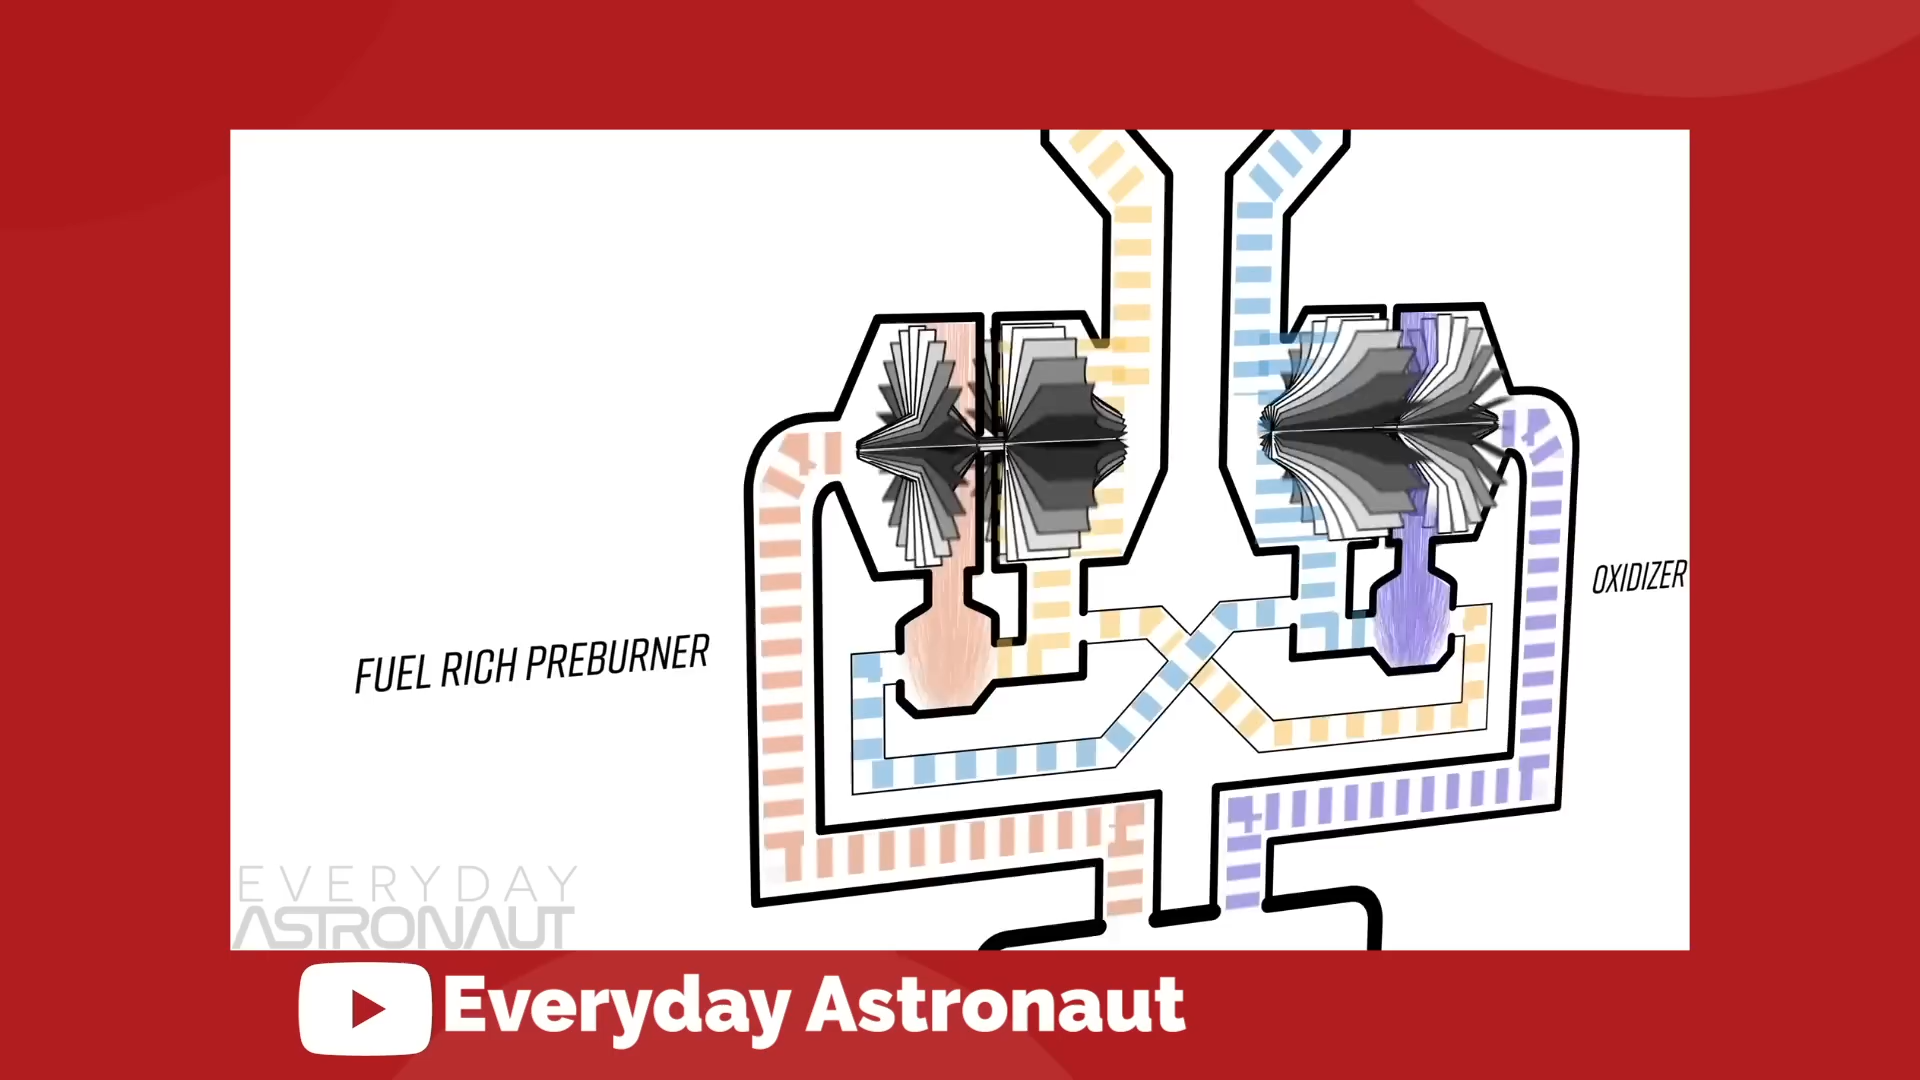 OXIDIZER
FUEL RICH PREBURNER
EVERYDAY
ASTRONAUT
Everyday Astronaut